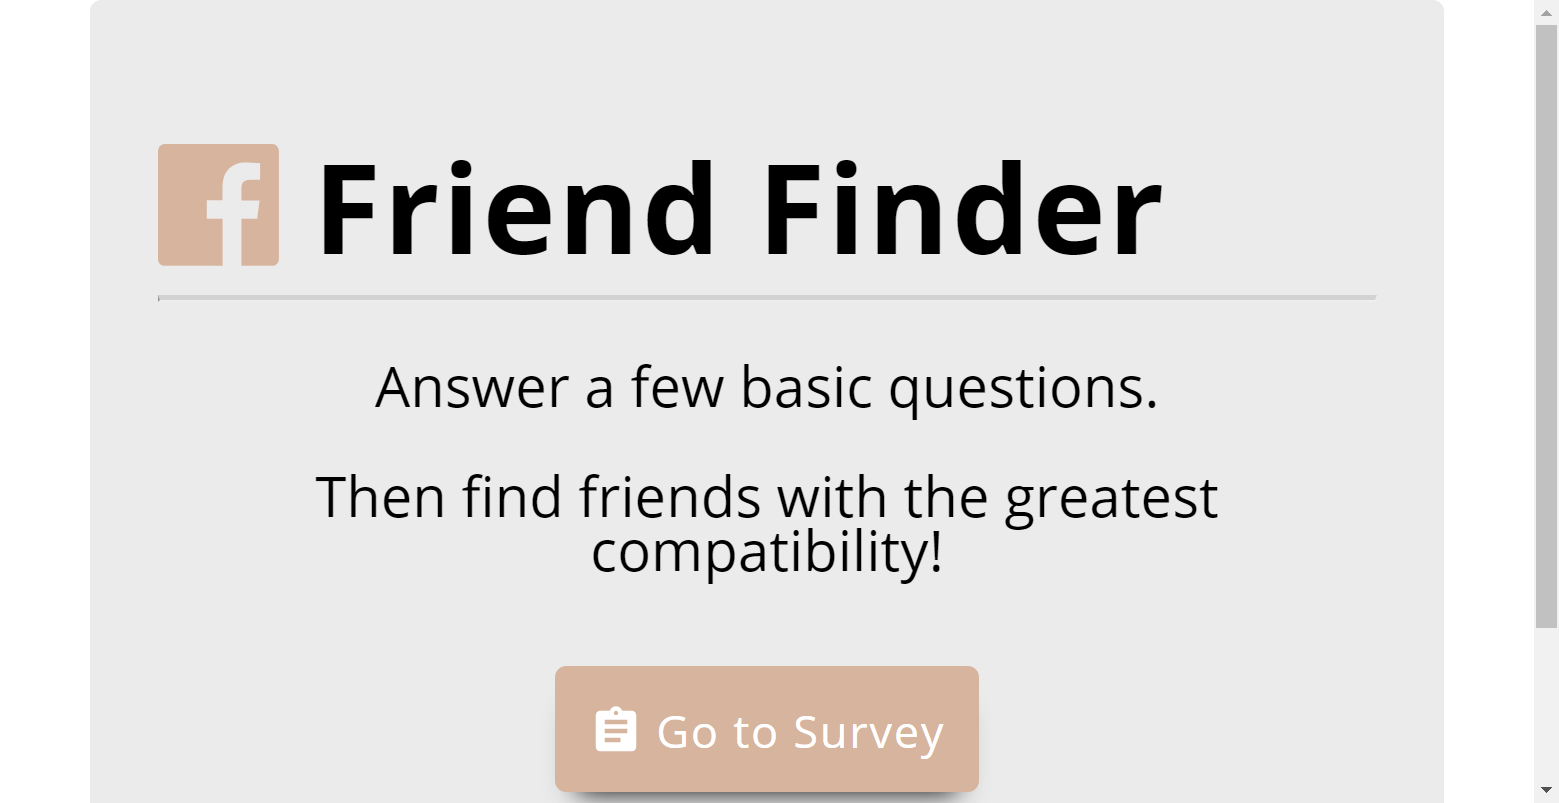 Friend Finder
Answer a few basic questions.
Then find friends with the greatest
compatibility!
Go to Survey